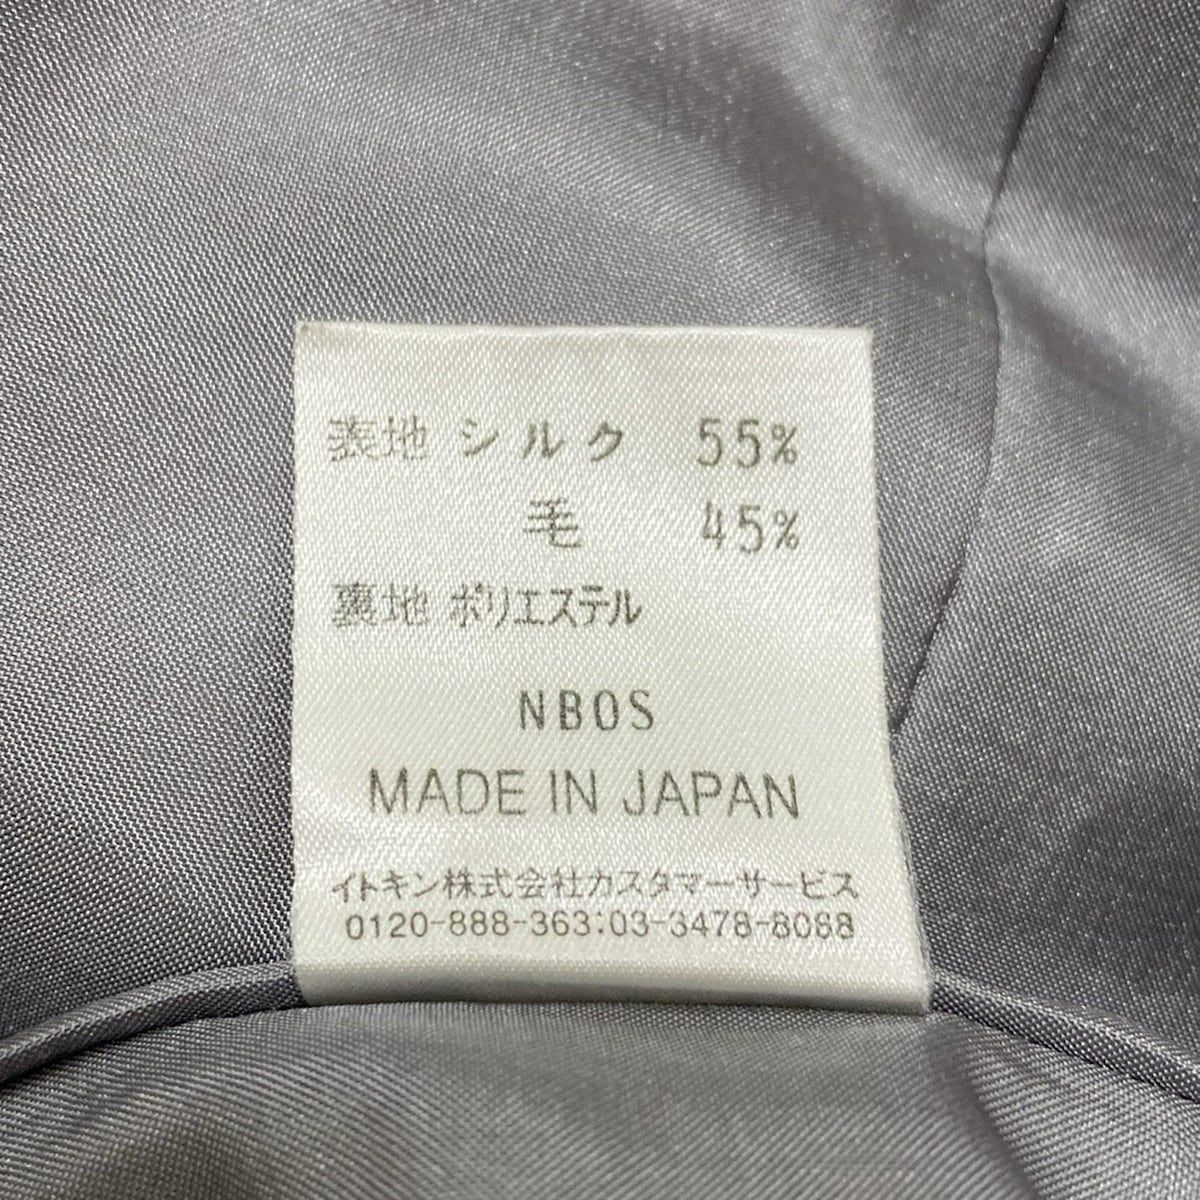 表地 シルク 55%
毛 45%
裏地 ポリエステル
NBOS
MADE IN JAPAN
イトキン株式会社カスタマーサービス
0120-888-363:03-3478-8088